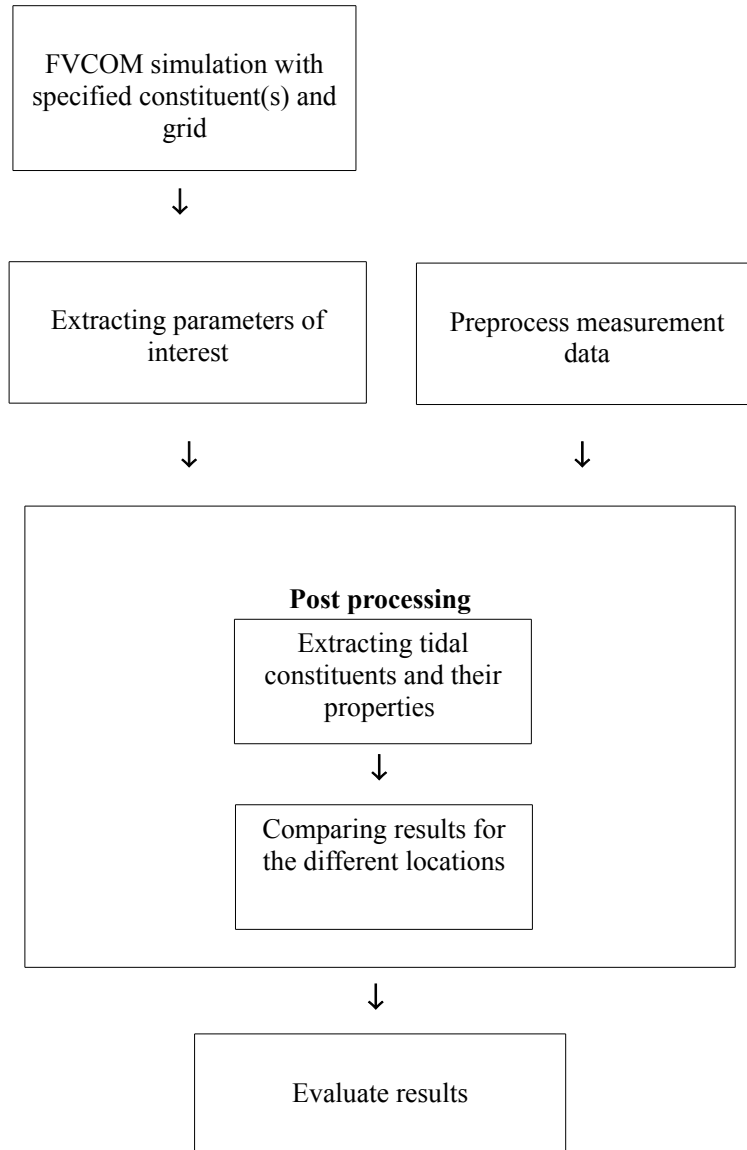 FVCOM simulation with
specified constituent(s) and
grid
↓
Extracting parameters of
interest
Preprocess measurement
data
↓
↓
Post processing
Extracting tidal
constituents and their
properties
↓
Comparing results for
the different locations
↓
Evaluate results